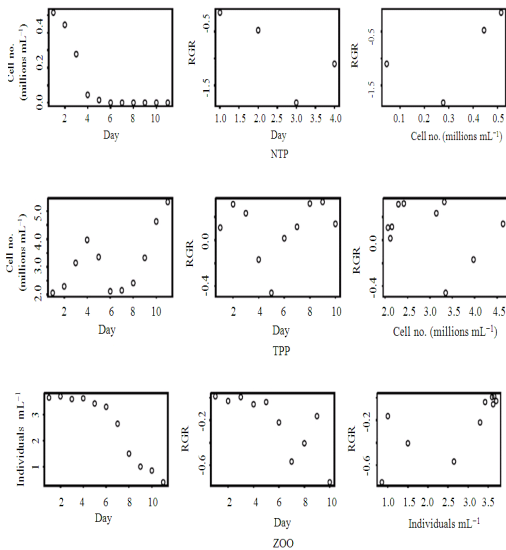 Cell no.
(millions mL⁻¹)
0.0 0.2 0.4
2 4 6 8 10
Day
RGR
-1.5 -0.5
1.0 2.0 3.0 4.0
Day
RGR
-1.5 -0.5
0.1 0.2 0.3 0.4 0.5
Cell no. (millions mL⁻¹)
NTP
Cell no.
(millions mL⁻¹)
2.0 3.0 4.0 5.0
2 4 6 8 10
Day
RGR
-0.4 0.0
2 4 6 8 10
Day
RGR
-0.4 0.0
2.0 2.5 3.0 3.5 4.0 4.5
Cell no. (millions mL⁻¹)
TPP
Individuals mL⁻¹
1 2 3
2 4 6 8 10
Day
RGR
-0.6 -0.2
2 4 6 8 10
Day
RGR
-0.6 -0.2
1.0 1.5 2.0 2.5 3.0 3.5
Individuals mL⁻¹
ZOO